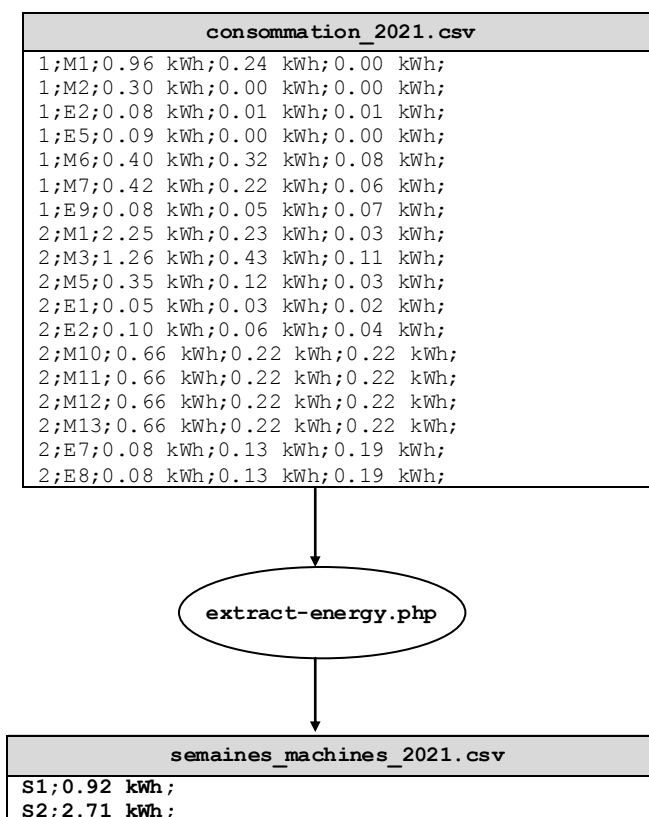 consommation_2021.csv
1;M1;0.96 kWh;0.24 kWh;0.00 kWh;
1;M2;0.30 kWh;0.00 kWh;0.00 kWh;
1;E2;0.08 kWh;0.01 kWh;0.01 kWh;
1;E5;0.09 kWh;0.00 kWh;0.00 kWh;
1;M6;0.40 kWh;0.32 kWh;0.08 kWh;
1;M7;0.42 kWh;0.22 kWh;0.06 kWh;
1;E9;0.08 kWh;0.05 kWh;0.07 kWh;
2;M1;2.25 kWh;0.23 kWh;0.03 kWh;
2;M3;1.26 kWh;0.43 kWh;0.11 kWh;
2;M5;0.35 kWh;0.12 kWh;0.03 kWh;
2;E1;0.05 kWh;0.03 kWh;0.02 kWh;
2;E2;0.10 kWh;0.06 kWh;0.04 kWh;
2;M10;0.66 kWh;0.22 kWh;0.22 kWh;
2;M11;0.66 kWh;0.22 kWh;0.22 kWh;
2;M12;0.66 kWh;0.22 kWh;0.22 kWh;
2;M13;0.66 kWh;0.22 kWh;0.22 kWh;
2;E7;0.08 kWh;0.13 kWh;0.19 kWh;
2;E8;0.08 kWh;0.13 kWh;0.19 kWh;
extract-energy.php
semaines_machines_2021.csv
S1;0.92 kWh;
S2;2.71 kWh;